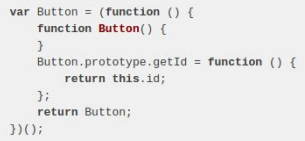 var Button = (function () {
    function Button() {
    }
    Button.prototype.getId = function () {
        return this.id;
    };
    return Button;
})();